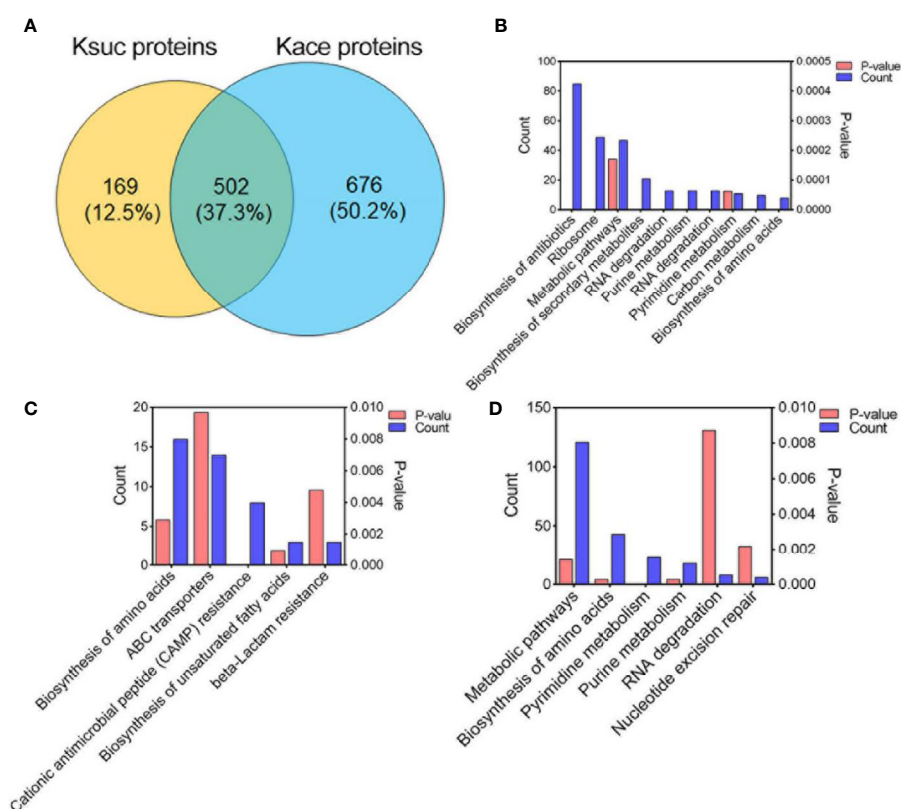 A
Ksuc proteins
Kace proteins
169
(12.5%)
502
(37.3%)
676
(50.2%)
B
P-value
Count
100
80
60
40
20
0
Count
0.0005
0.0004
0.0003
0.0002
0.0001
0.0000
P-value
Biosynthesis of antibiotics
Ribosome
Metabolic pathways
Biosynthesis of secondary metabolites
RNA degradation
Purine metabolism
RNA degradation
Pyrimidine metabolism
Carbon metabolism
Biosynthesis of amino acids
C
P-valu
Count
20
15
10
5
0
Count
0.010
0.008
0.006
0.004
0.002
0.000
P-value
Biosynthesis of amino acids
ABC transporters
Cationic antimicrobial peptide (CAMP) resistance
Biosynthesis of unsaturated fatty acids
beta-Lactam resistance
D
P-value
Count
150
100
50
0
Count
0.010
0.008
0.006
0.004
0.002
0.000
P-value
Metabolic pathways
Biosynthesis of amino acids
Pyrimidine metabolism
Purine metabolism
RNA degradation
Nucleotide excision repair